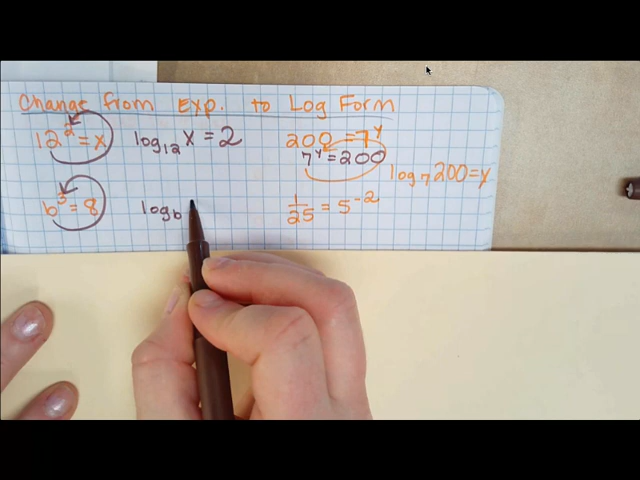 Change from Exp. to Log Form
12² = x log₁₂ x = 2 200 = 7ʸ
7ʸ = 200
log₇ 200 = y
b³ = 8 log_b 1/25 = 5⁻²